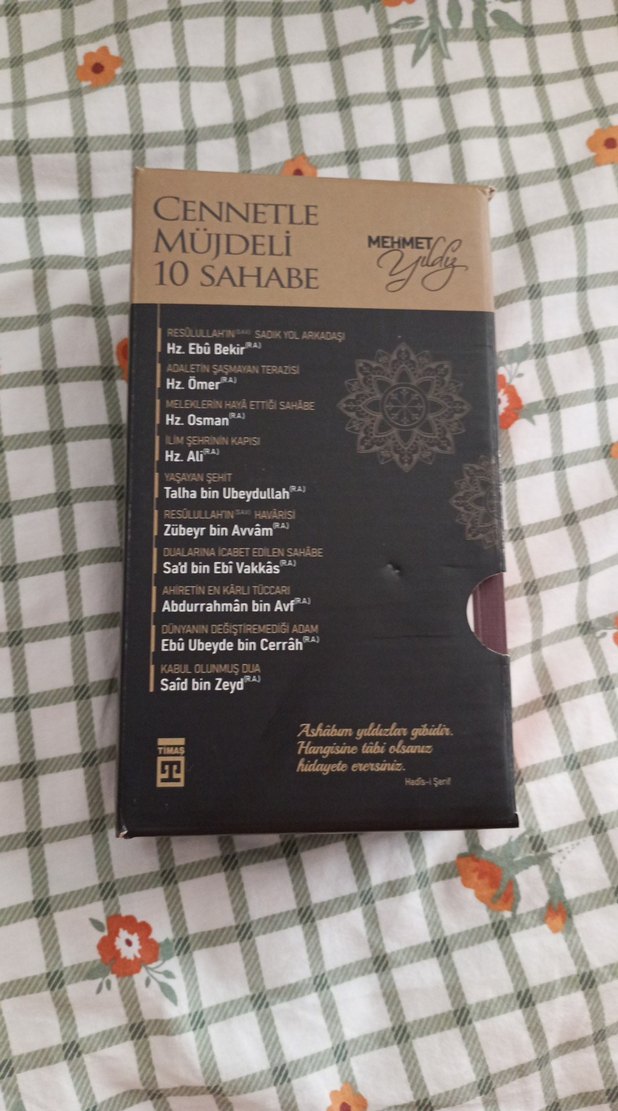 CENNETLE
MÜJDELİ
10 SAHABE
MEHMET
Yıldız
RESÛLULLAH'IN(S.A.V.) SADIK YOL ARKADAŞI
Hz. Ebû Bekir(R.A.)
ADALETİN ŞAŞMAYAN TERAZİSİ
Hz. Ömer(R.A.)
MELEKLERİN HAYÂ ETTİĞİ SAHÂBE
Hz. Osman(R.A.)
İLİM ŞEHRİNİN KAPISI
Hz. Ali(R.A.)
YAŞAYAN ŞEHİT
Talha bin Ubeydullah(R.A.)
RESÛLULLAH'IN(S.A.V.) HAVÂRİSİ
Zübeyr bin Avvâm(R.A.)
DUALARINA İCABET EDİLEN SAHÂBE
Sa'd bin Ebî Vakkâs(R.A.)
AHİRETİN EN KÂRLI TÜCCARI
Abdurrahmân bin Avf(R.A.)
DÜNYANIN DEĞİŞTİREMEDİĞİ ADAM
Ebû Ubeyde bin Cerrâh(R.A.)
KABUL OLUNMUŞ DUA
Saîd bin Zeyd(R.A.)
Ashâbım yıldızlar gibidir.
Hangisine tâbi olsanız
hidayete erersiniz.
Hadîs-i Şerif
TİMAŞ